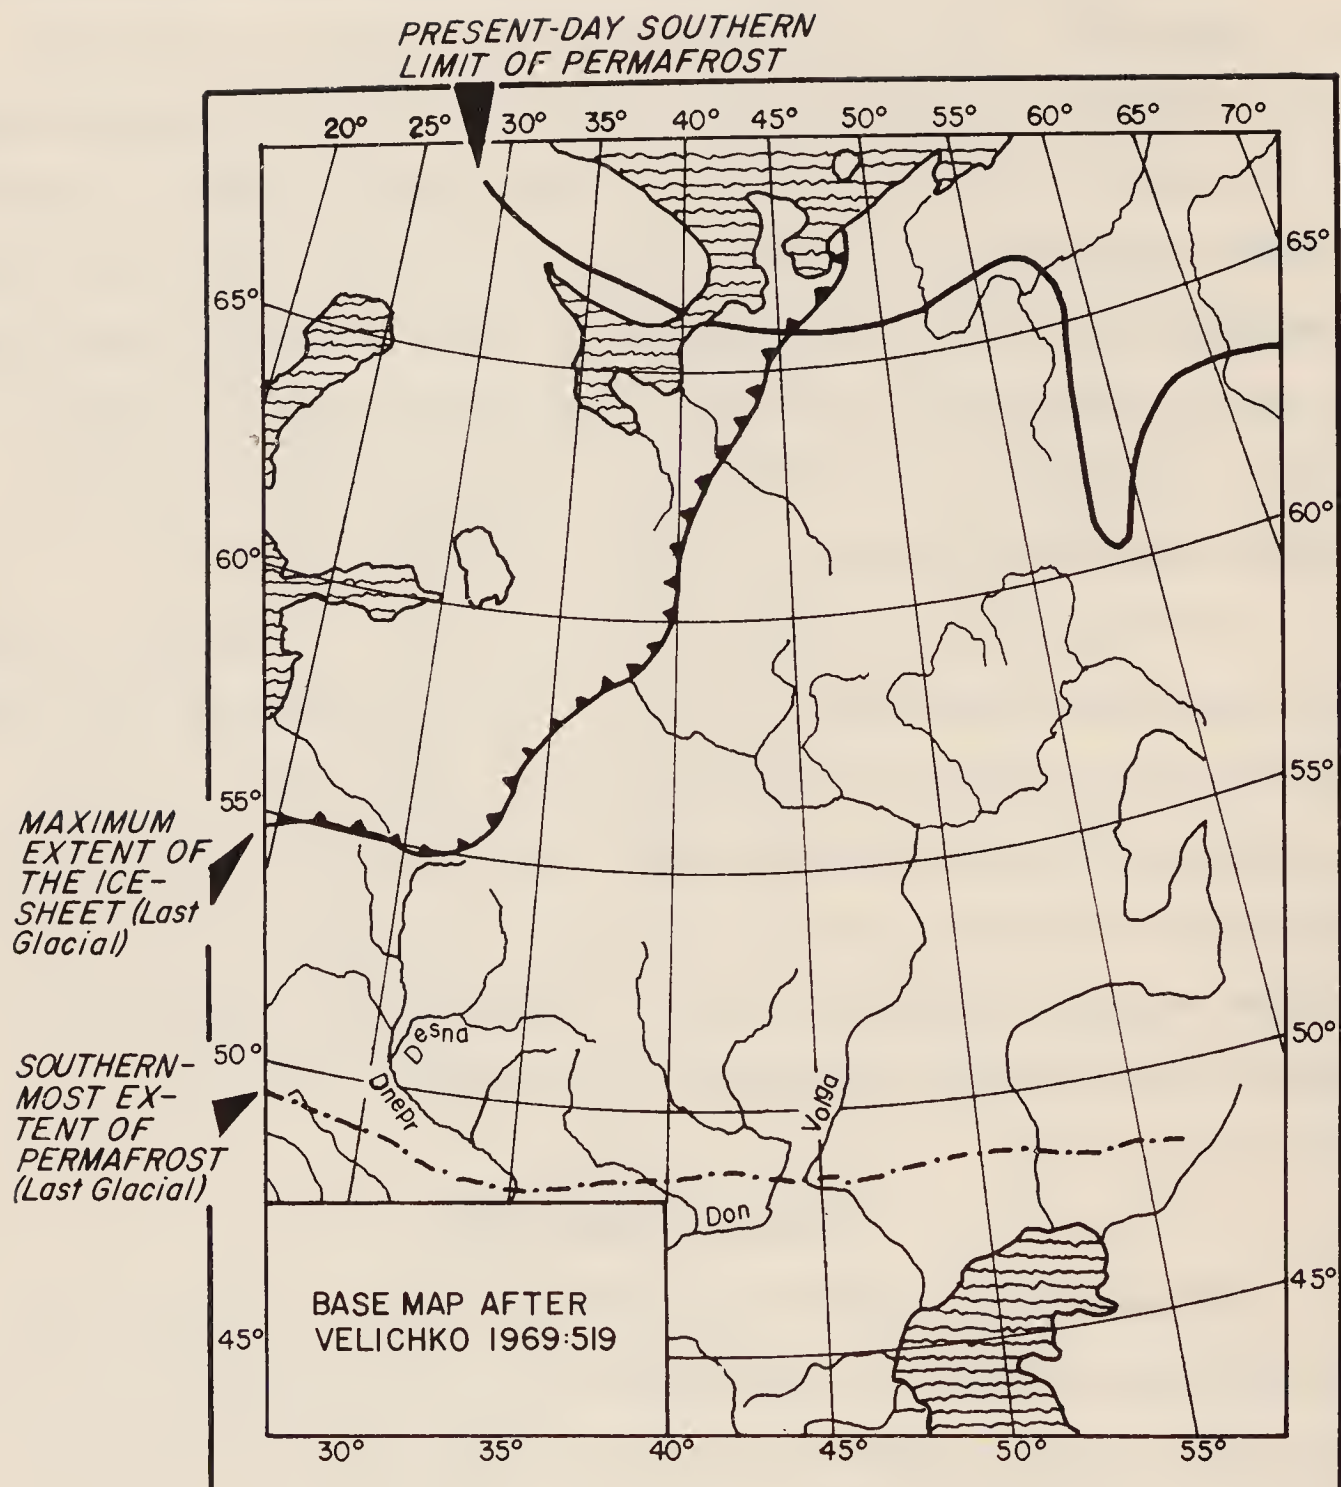 PRESENT-DAY SOUTHERN
LIMIT OF PERMAFROST
20° 25° 30° 35° 40° 45° 50° 55° 60° 65° 70°
65°
65°
60°
60°
55°
55°
MAXIMUM
EXTENT OF
THE ICE-
SHEET (Last
Glacial)
50°
50°
Desna
Dnepr
Volga
Don
SOUTHERN-
MOST EX-
TENT OF
PERMAFROST
(Last Glacial)
45°
45°
BASE MAP AFTER
VELICHKO 1969:519
30° 35° 40° 45° 50° 55°